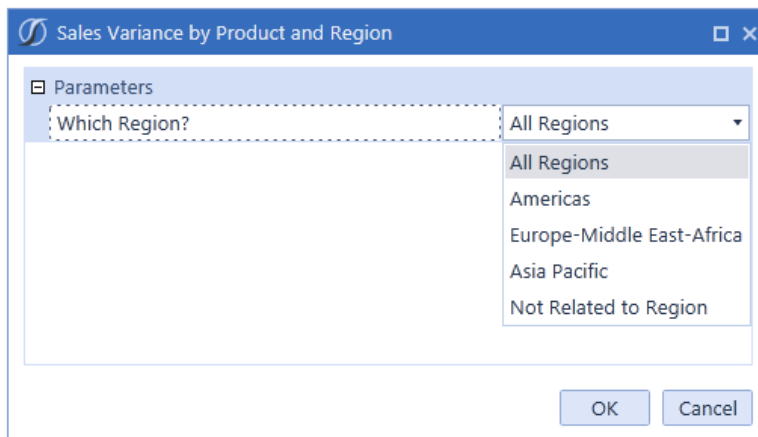 Sales Variance by Product and Region
Parameters
Which Region? All Regions
All Regions
Americas
Europe-Middle East-Africa
Asia Pacific
Not Related to Region
OK Cancel